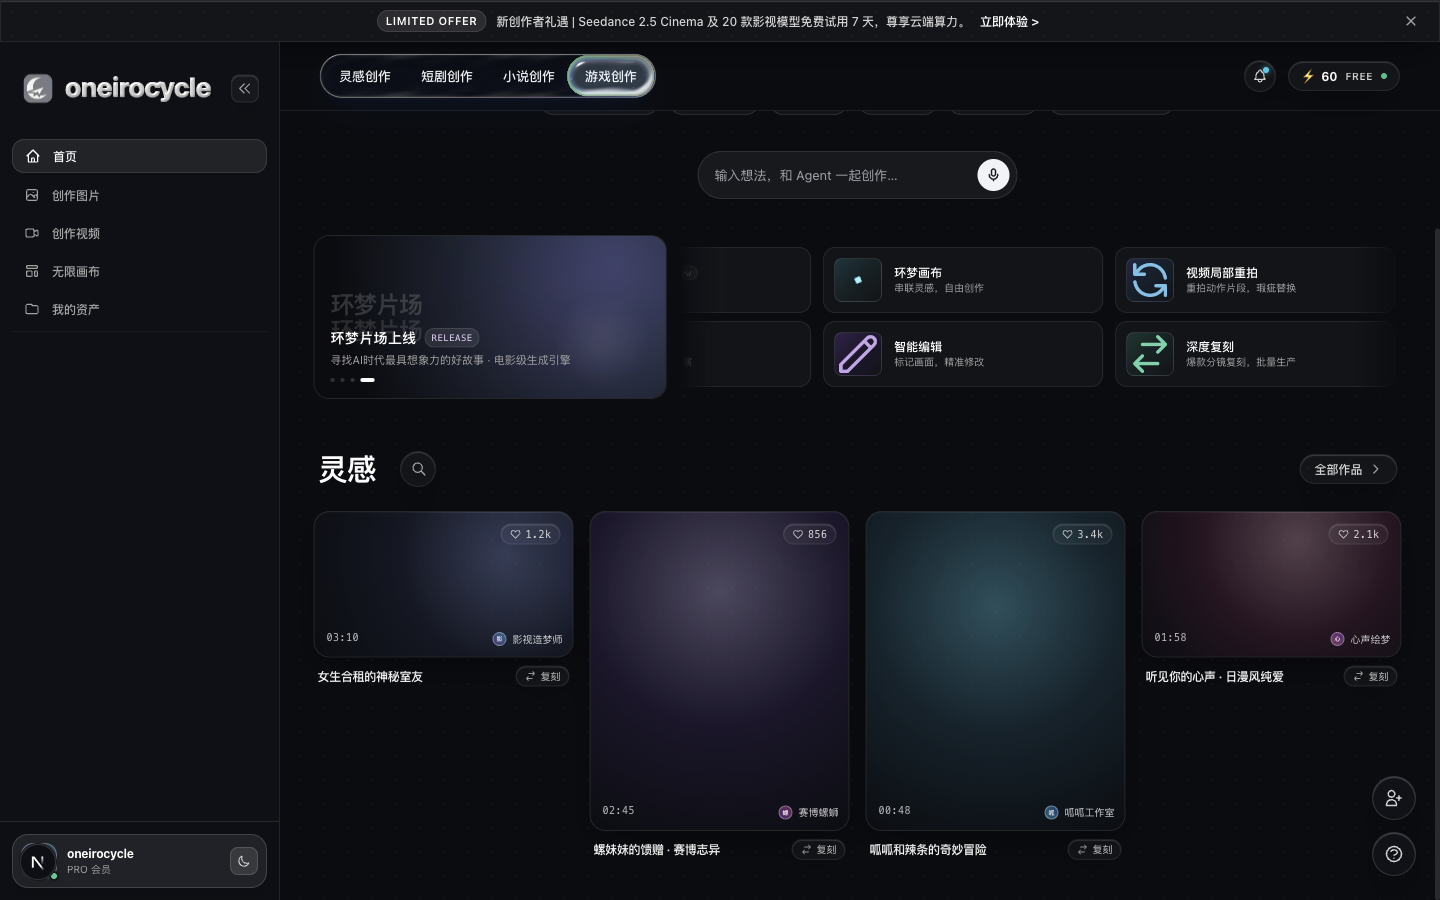 LIMITED OFFER 新创作者礼遇 | Seedance 2.5 Cinema 及 20 款影视模型免费试用 7 天，尊享云端算力。 立即体验 >
oneirocycle
灵感创作 短剧创作 小说创作 游戏创作
60 FREE
首页
创作图片
创作视频
无限画布
我的资产
输入想法，和 Agent 一起创作...
环梦片场
环梦片场
环梦片场上线 RELEASE
寻找AI时代最具想象力的好故事 · 电影级生成引擎
环梦画布
串联灵感，自由创作
视频局部重拍
重拍动作片段，瑕疵替换
智能编辑
标记画面，精准修改
深度复刻
爆款分镜复刻，批量生产
灵感
全部作品
1.2k
03:10
影 影视造梦师
女生合租的神秘室友
复刻
856
02:45
赛博螺蛳
螺妹妹的馈赠 · 赛博志异
复刻
3.4k
00:48
呱呱工作室
呱呱和辣条的奇妙冒险
复刻
2.1k
01:58
心 心声绘梦
听见你的心声 · 日漫风纯爱
复刻
N
oneirocycle
PRO 会员